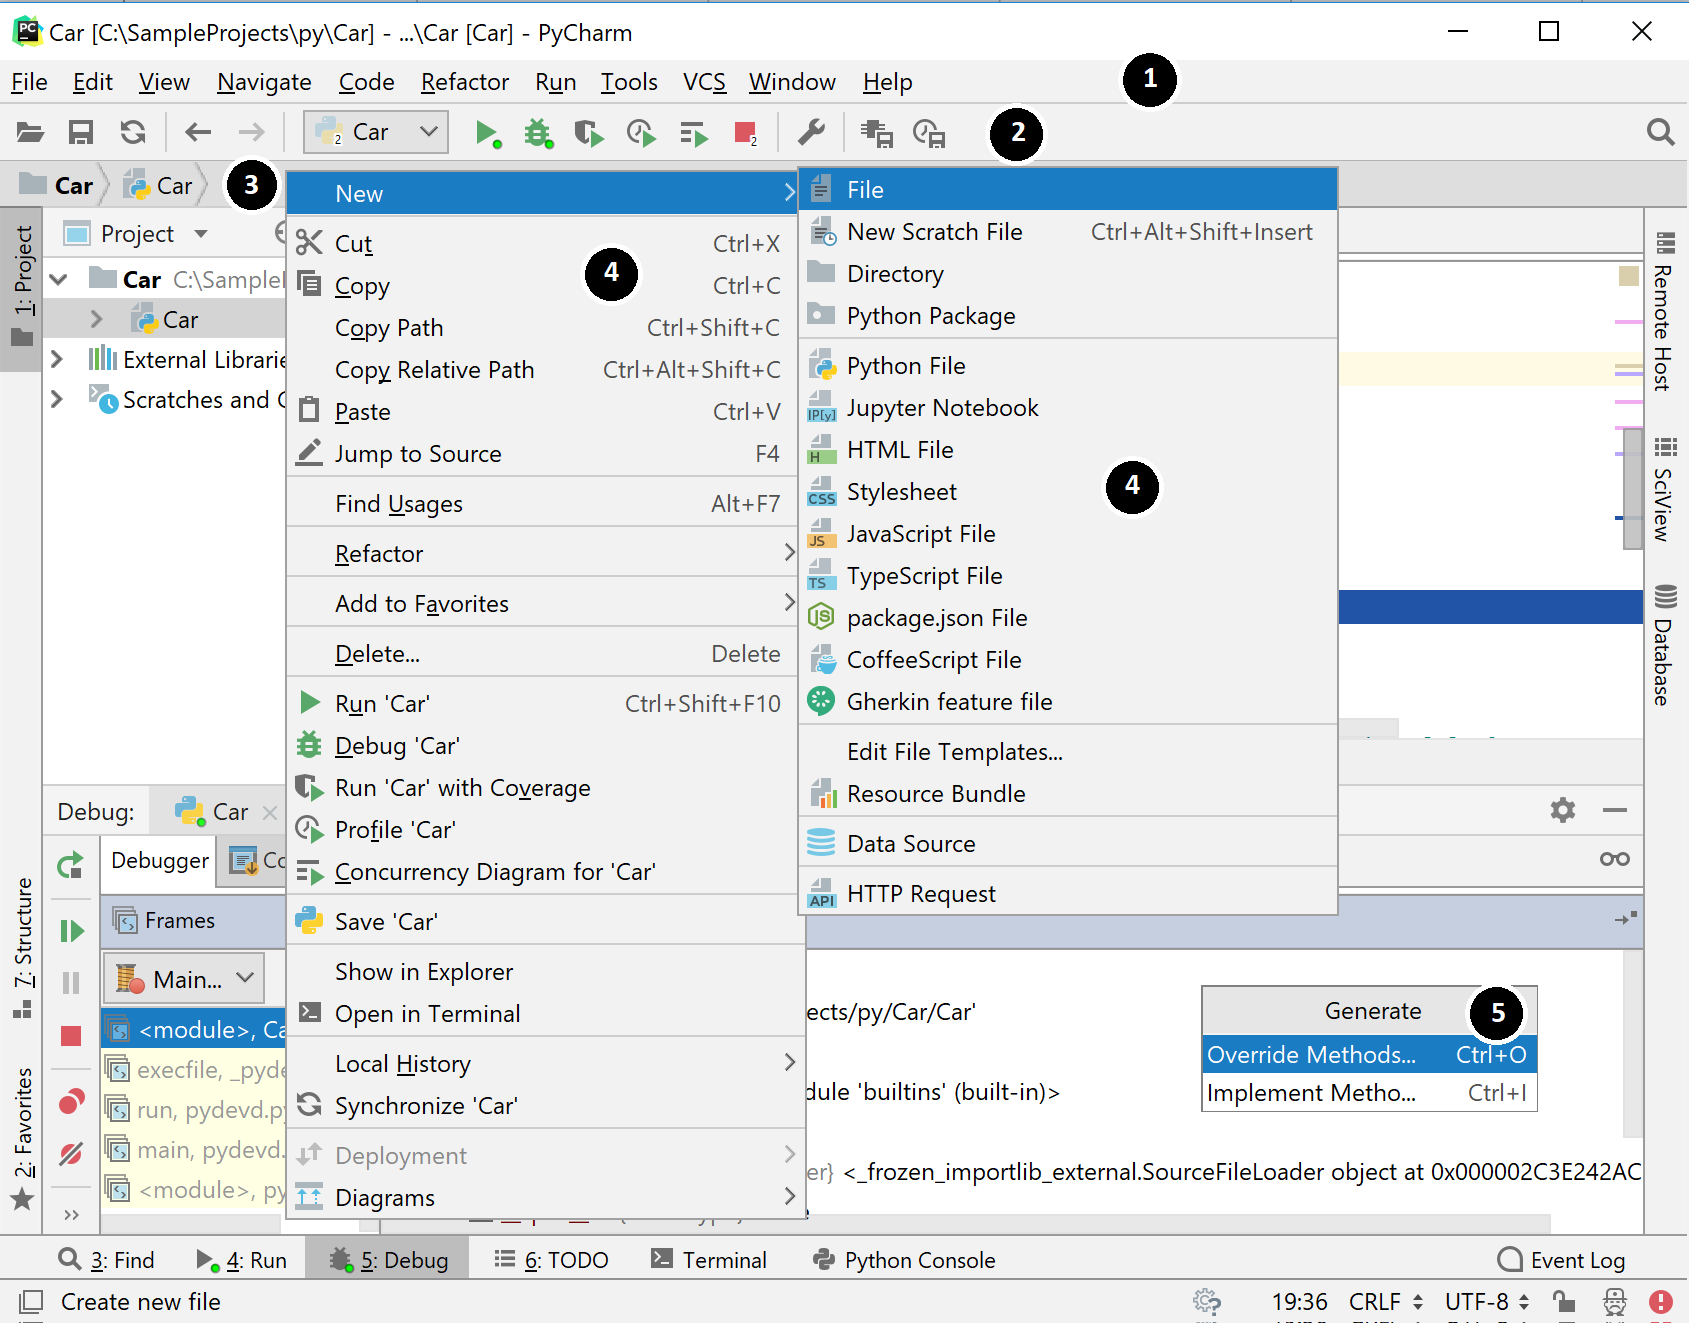 Car [C:\SampleProjects\py\Car] - ...\Car [Car] - PyCharm
File Edit View Navigate Code Refactor Run Tools VCS Window Help
1
Car
2
Car Car
3
Project
Car C:\Sample
Car
External Librarie
Scratches and
1: Project
7: Structure
2: Favorites
New
Cut Ctrl+X
4
Copy Ctrl+C
Copy Path Ctrl+Shift+C
Copy Relative Path Ctrl+Alt+Shift+C
Paste Ctrl+V
Jump to Source F4
Find Usages Alt+F7
Refactor
Add to Favorites
Delete... Delete
Run 'Car' Ctrl+Shift+F10
Debug 'Car'
Run 'Car' with Coverage
Profile 'Car'
Concurrency Diagram for 'Car'
Save 'Car'
Show in Explorer
Open in Terminal
Local History
Synchronize 'Car'
Deployment
Diagrams
File
New Scratch File Ctrl+Alt+Shift+Insert
Directory
Python Package
Python File
Jupyter Notebook
IP[y]
HTML File
H
Stylesheet
CSS
4
JavaScript File
JS
TypeScript File
TS
package.json File
JS
CoffeeScript File
Gherkin feature file
Edit File Templates...
Resource Bundle
Data Source
HTTP Request
API
Remote Host
SciView
Database
Debug: Car
Debugger Co
Frames
Main...
<module>, Ca
execfile, _pyde
run, pydevd.py
main, pydevd.
<module>, py
ects/py/Car/Car'
dule 'builtins' (built-in)>
er} <_frozen_importlib_external.SourceFileLoader object at 0x000002C3E242AC
Generate
5
Override Methods... Ctrl+O
Implement Metho... Ctrl+I
3: Find 4: Run 5: Debug 6: TODO Terminal Python Console Event Log
Create new file 19:36 CRLF UTF-8